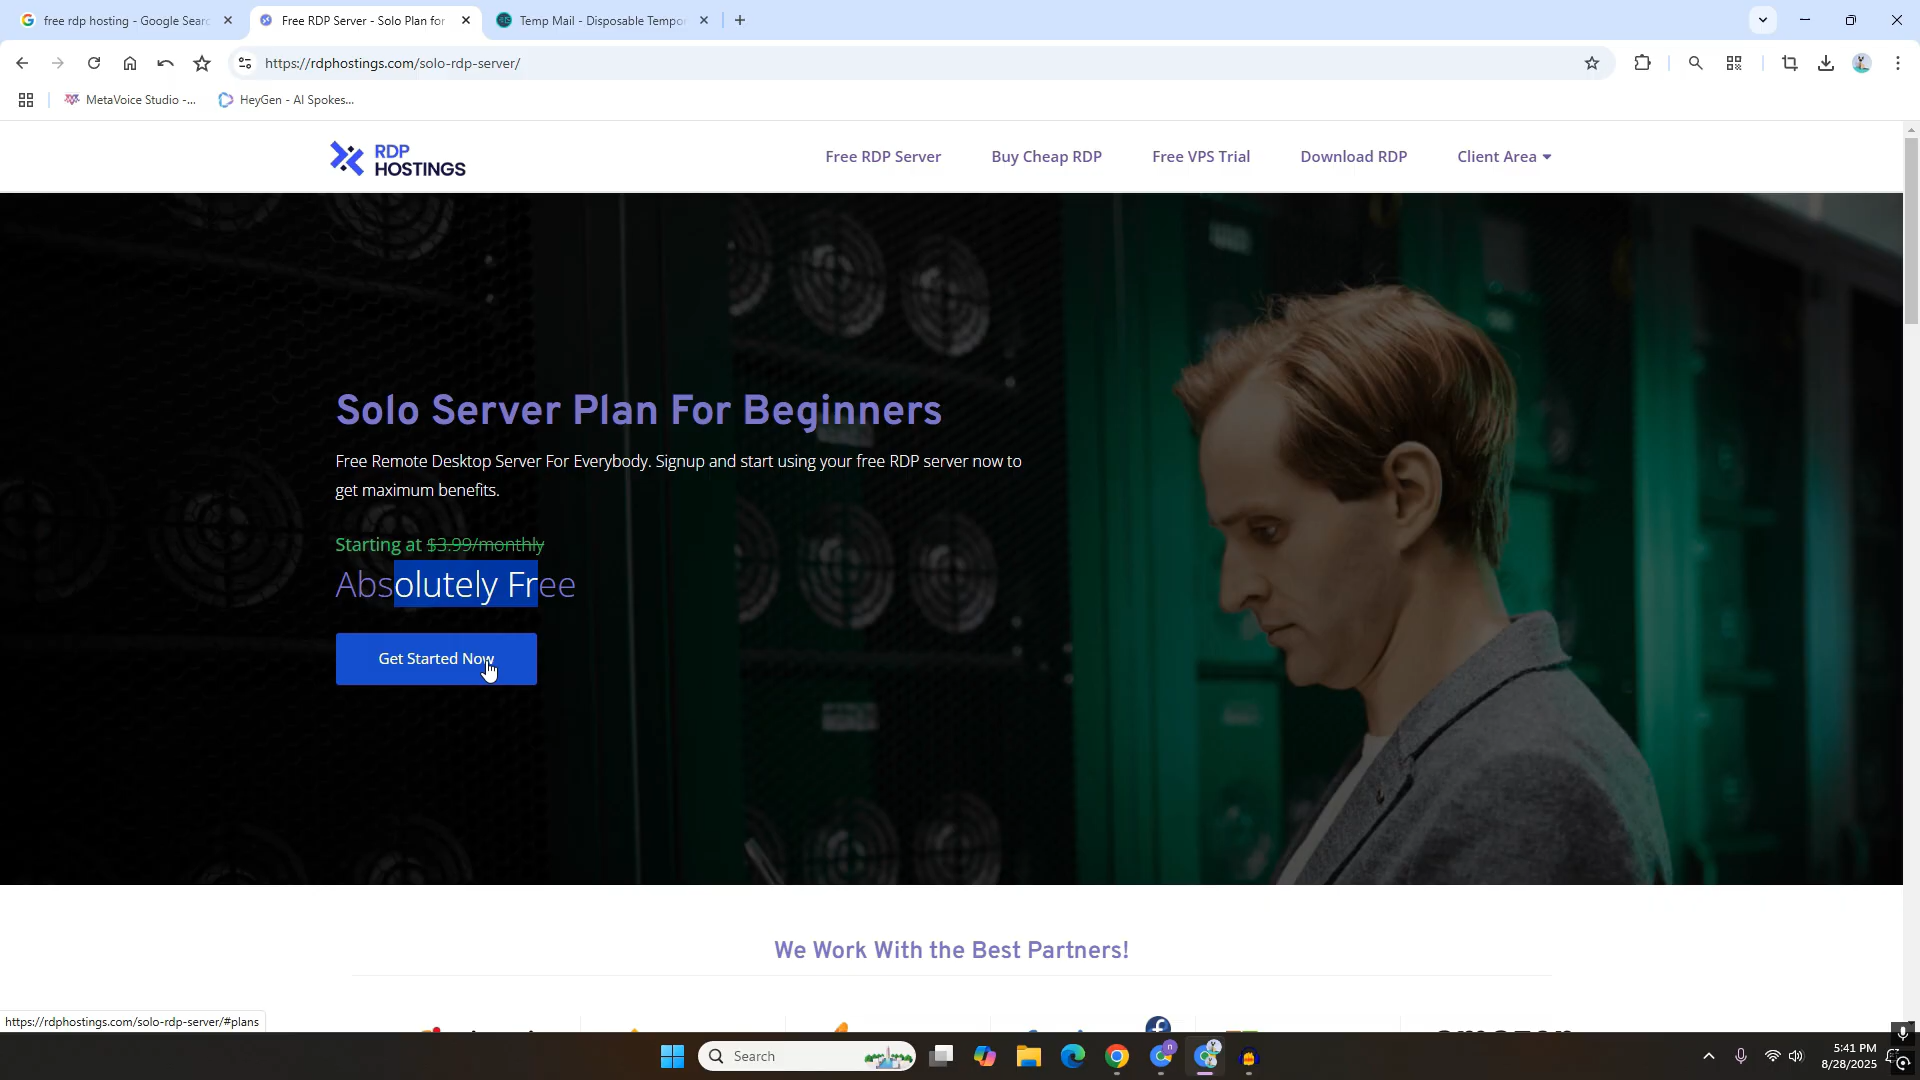 free rdp hosting - Google Searc
Free RDP Server - Solo Plan for
Temp Mail - Disposable Tempo
https://rdphostings.com/solo-rdp-server/
MetaVoice Studio -...
HeyGen - AI Spokes...
RDP
HOSTINGS
Free RDP Server
Buy Cheap RDP
Free VPS Trial
Download RDP
Client Area
Solo Server Plan For Beginners
Free Remote Desktop Server For Everybody. Signup and start using your free RDP server now to
get maximum benefits.
Starting at $3.99/monthly
Absolutely Free
Get Started Now
We Work With the Best Partners!
https://rdphostings.com/solo-rdp-server/#plans
Search
5:41 PM
8/28/2025